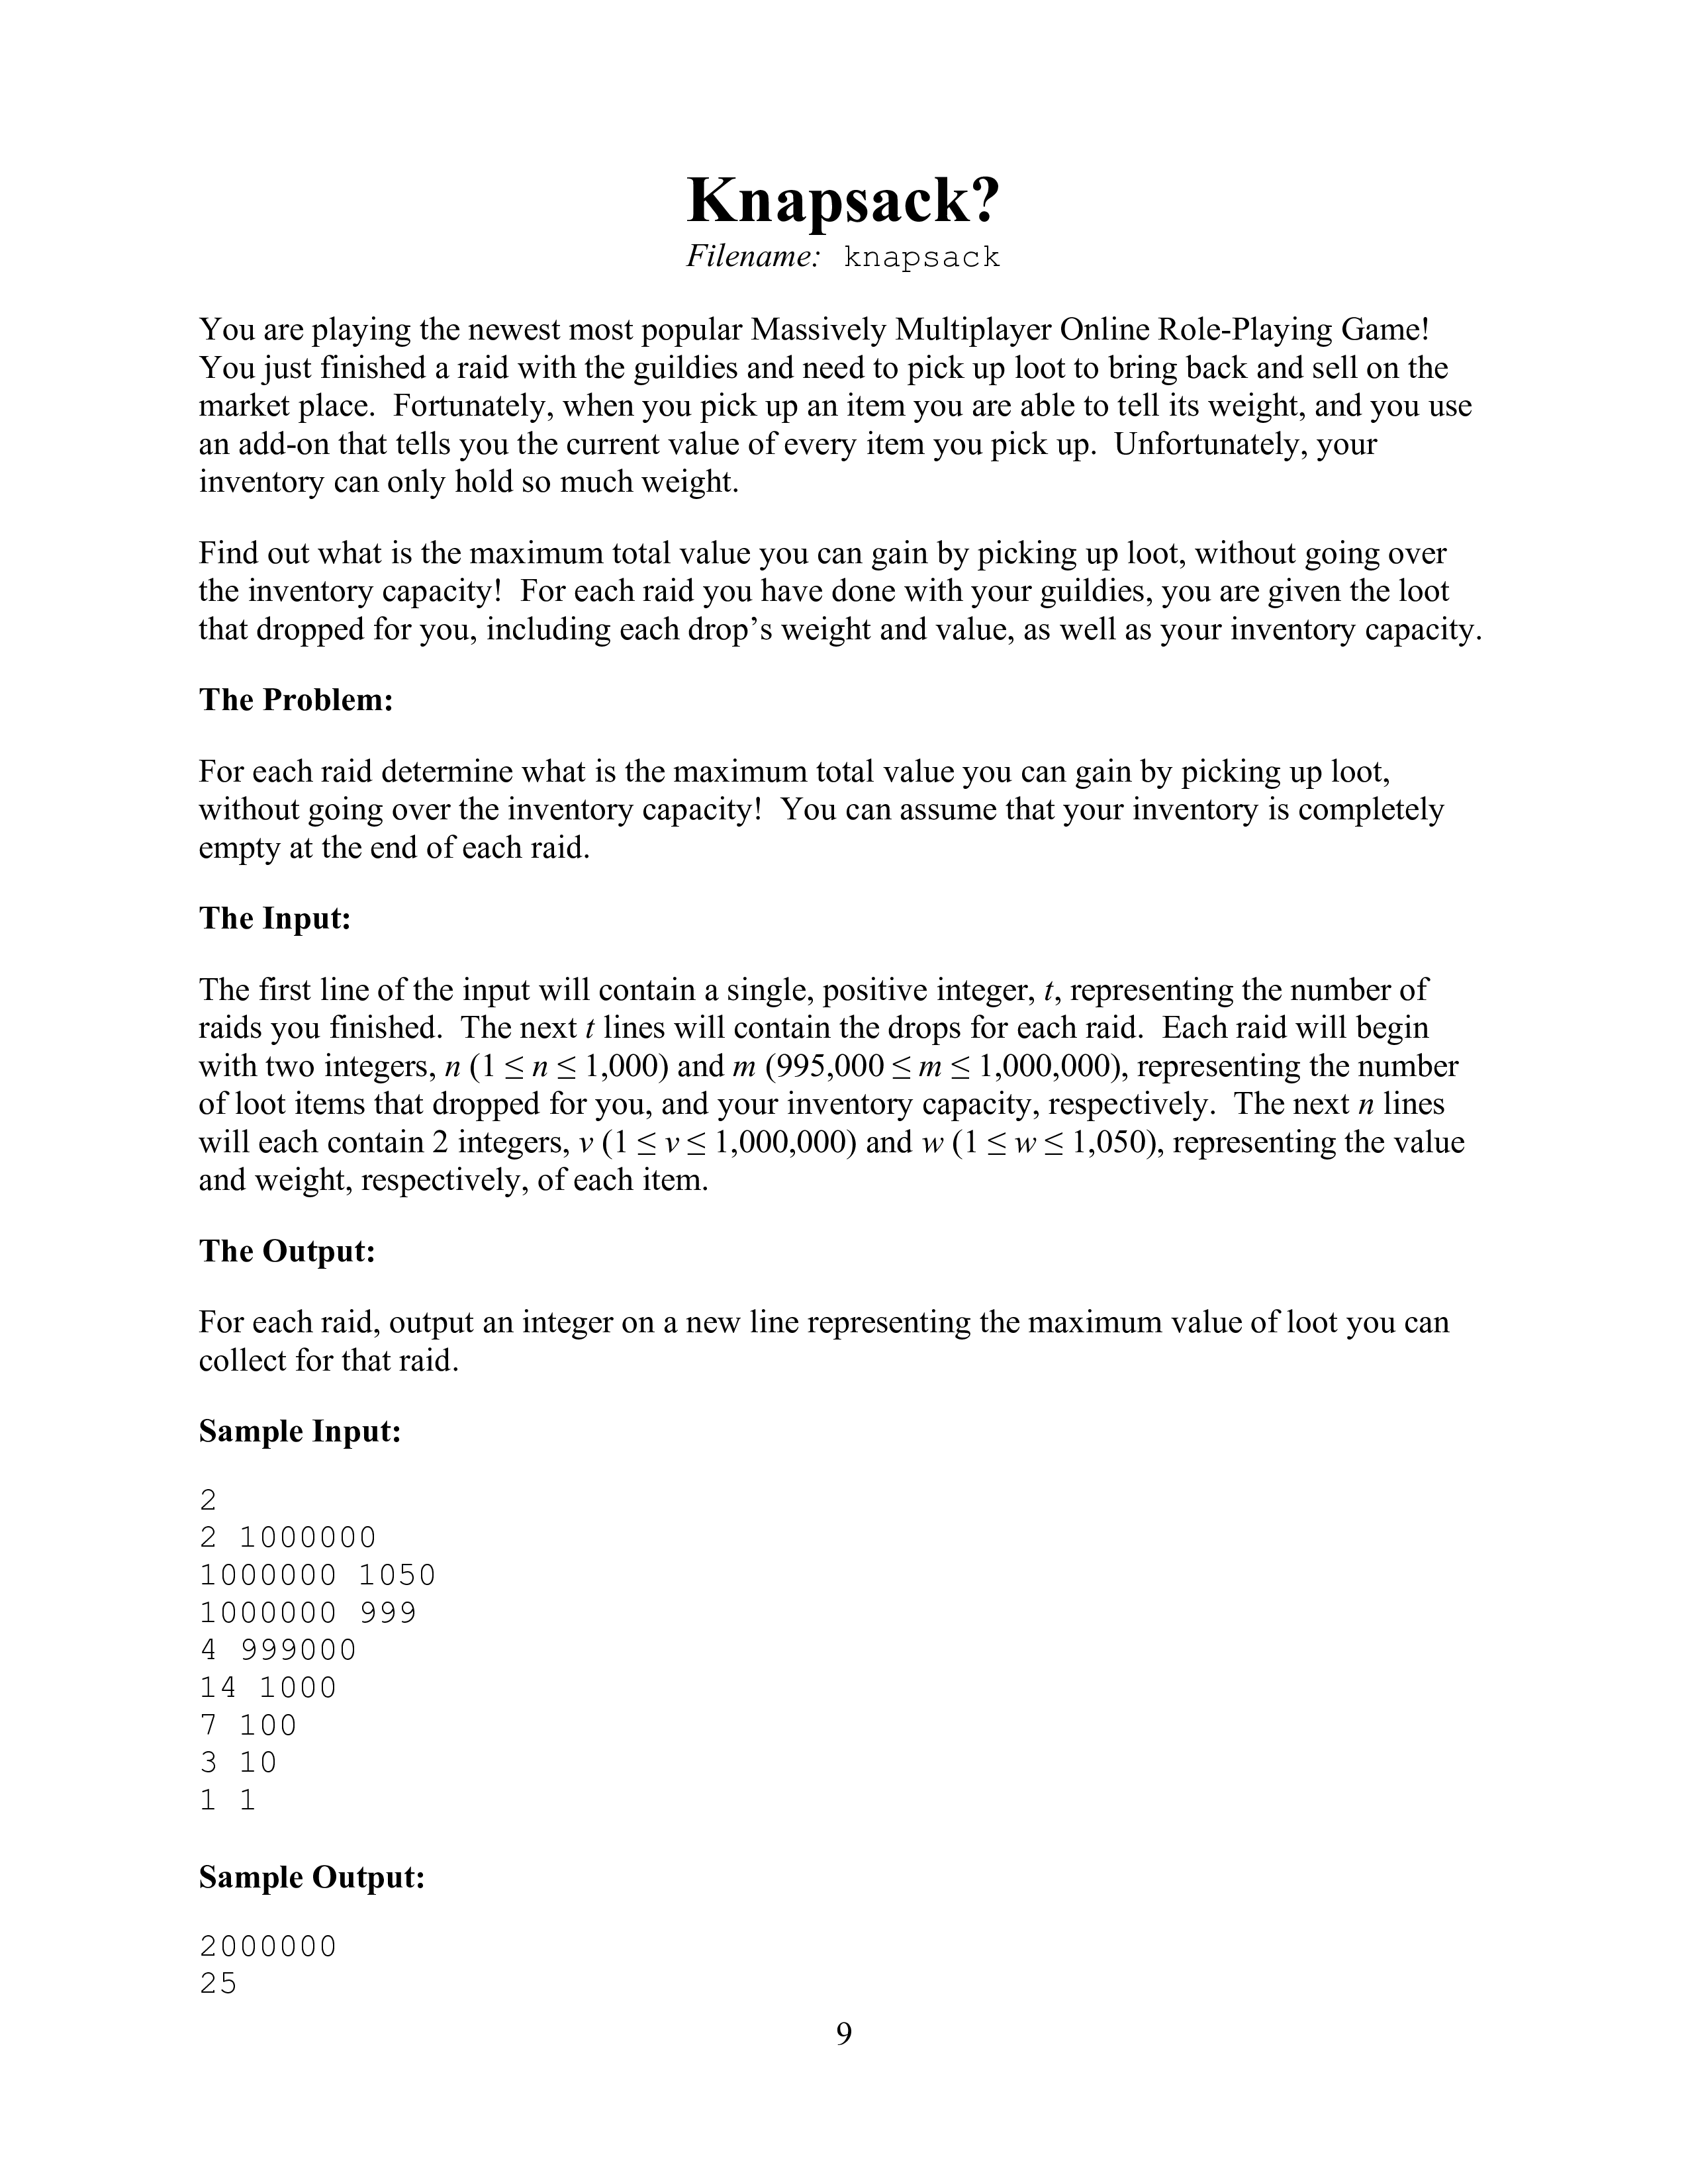 Knapsack?
Filename: knapsack
You are playing the newest most popular Massively Multiplayer Online Role-Playing Game!
You just finished a raid with the guildies and need to pick up loot to bring back and sell on the
market place. Fortunately, when you pick up an item you are able to tell its weight, and you use
an add-on that tells you the current value of every item you pick up. Unfortunately, your
inventory can only hold so much weight.
Find out what is the maximum total value you can gain by picking up loot, without going over
the inventory capacity! For each raid you have done with your guildies, you are given the loot
that dropped for you, including each drop’s weight and value, as well as your inventory capacity.
The Problem:
For each raid determine what is the maximum total value you can gain by picking up loot,
without going over the inventory capacity! You can assume that your inventory is completely
empty at the end of each raid.
The Input:
The first line of the input will contain a single, positive integer, t, representing the number of
raids you finished. The next t lines will contain the drops for each raid. Each raid will begin
with two integers, n (1 ≤ n ≤ 1,000) and m (995,000 ≤ m ≤ 1,000,000), representing the number
of loot items that dropped for you, and your inventory capacity, respectively. The next n lines
will each contain 2 integers, v (1 ≤ v ≤ 1,000,000) and w (1 ≤ w ≤ 1,050), representing the value
and weight, respectively, of each item.
The Output:
For each raid, output an integer on a new line representing the maximum value of loot you can
collect for that raid.
Sample Input:
2
2 1000000
1000000 1050
1000000 999
4 999000
14 1000
7 100
3 10
1 1
Sample Output:
2000000
25
9